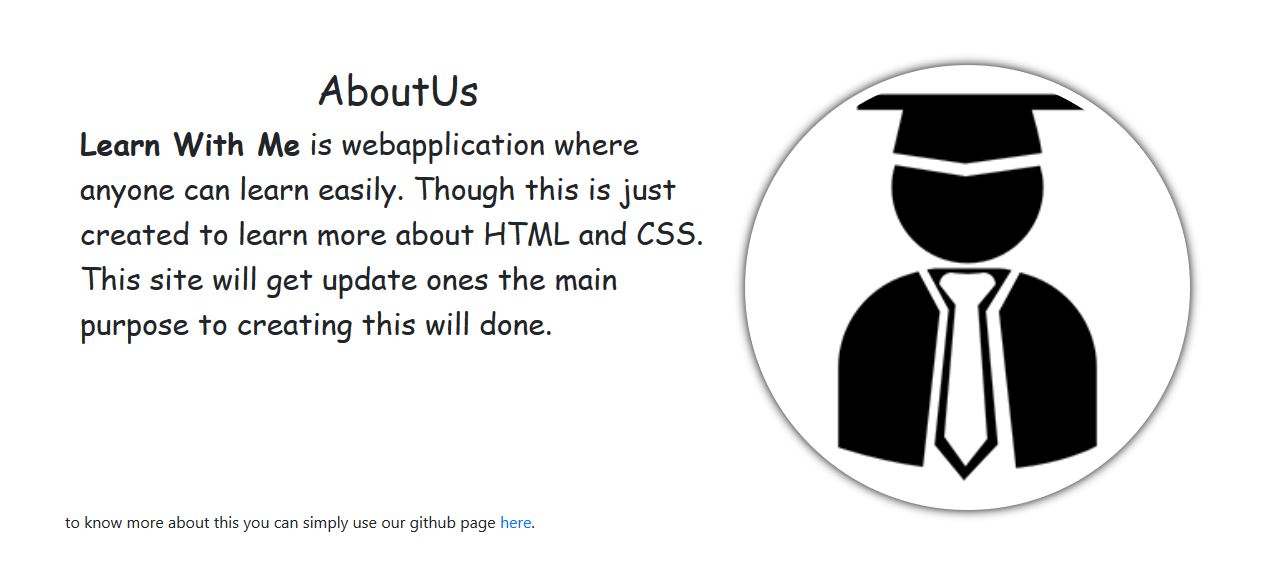 AboutUs
Learn With Me is webapplication where
anyone can learn easily. Though this is just
created to learn more about HTML and CSS.
This site will get update ones the main
purpose to creating this will done.
to know more about this you can simply use our github page here.